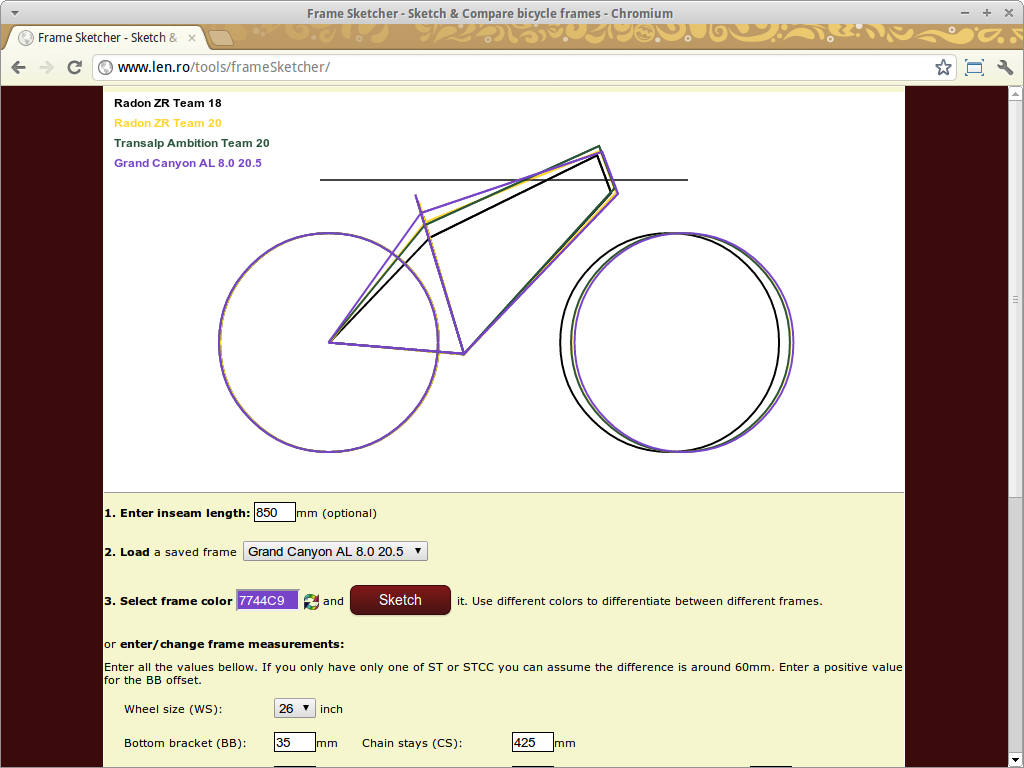 Frame Sketcher - Sketch & Compare bicycle frames - Chromium
Frame Sketcher - Sketch &
www.len.ro/tools/frameSketcher/
Radon ZR Team 18
Radon ZR Team 20
Transalp Ambition Team 20
Grand Canyon AL 8.0 20.5
1. Enter inseam length: 850 mm (optional)
2. Load a saved frame Grand Canyon AL 8.0 20.5
3. Select frame color 7744C9 and Sketch it. Use different colors to differentiate between different frames.
or enter/change frame measurements:
Enter all the values bellow. If you only have only one of ST or STCC you can assume the difference is around 60mm. Enter a positive value
for the BB offset.
Wheel size (WS): 26 inch
Bottom bracket (BB): 35 mm Chain stays (CS): 425 mm